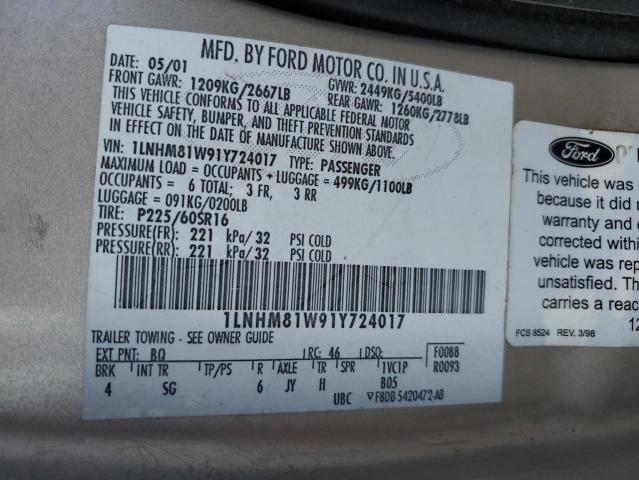 MFD. BY FORD MOTOR CO. IN U.S.A.
DATE: 05/01 GVWR: 2449KG/5400LB
FRONT GAWR: 1209KG/2667LB REAR GAWR: 1260KG/2778LB
THIS VEHICLE CONFORMS TO ALL APPLICABLE FEDERAL MOTOR
VEHICLE SAFETY, BUMPER, AND THEFT PREVENTION STANDARDS
IN EFFECT ON THE DATE OF MANUFACTURE SHOWN ABOVE.
VIN: 1LNHM81W91Y724017 TYPE: PASSENGER
MAXIMUM LOAD = OCCUPANTS + LUGGAGE = 499KG/1100LB
OCCUPANTS = 6 TOTAL; 3 FR, 3 RR
LUGGAGE = 091KG/0200LB
TIRE: P225/60SR16
PRESSURE(FR): 221 kPa/32 PSI COLD
PRESSURE(RR): 221 kPa/32 PSI COLD
1LNHM81W91Y724017
TRAILER TOWING - SEE OWNER GUIDE
EXT PNT: BQ RC: 46 DSO: F0088
BRK INT TR TP/PS R AXLE TR SPR 1VC1P R0093
4 SG 6 JY H B05
UBC F8DB-5420472-AB
Ford
This vehicle was
because it did
warranty and
corrected within
vehicle was rep
unsatisfied. Th
carries a reac
12
FCS 8524 REV. 3/98